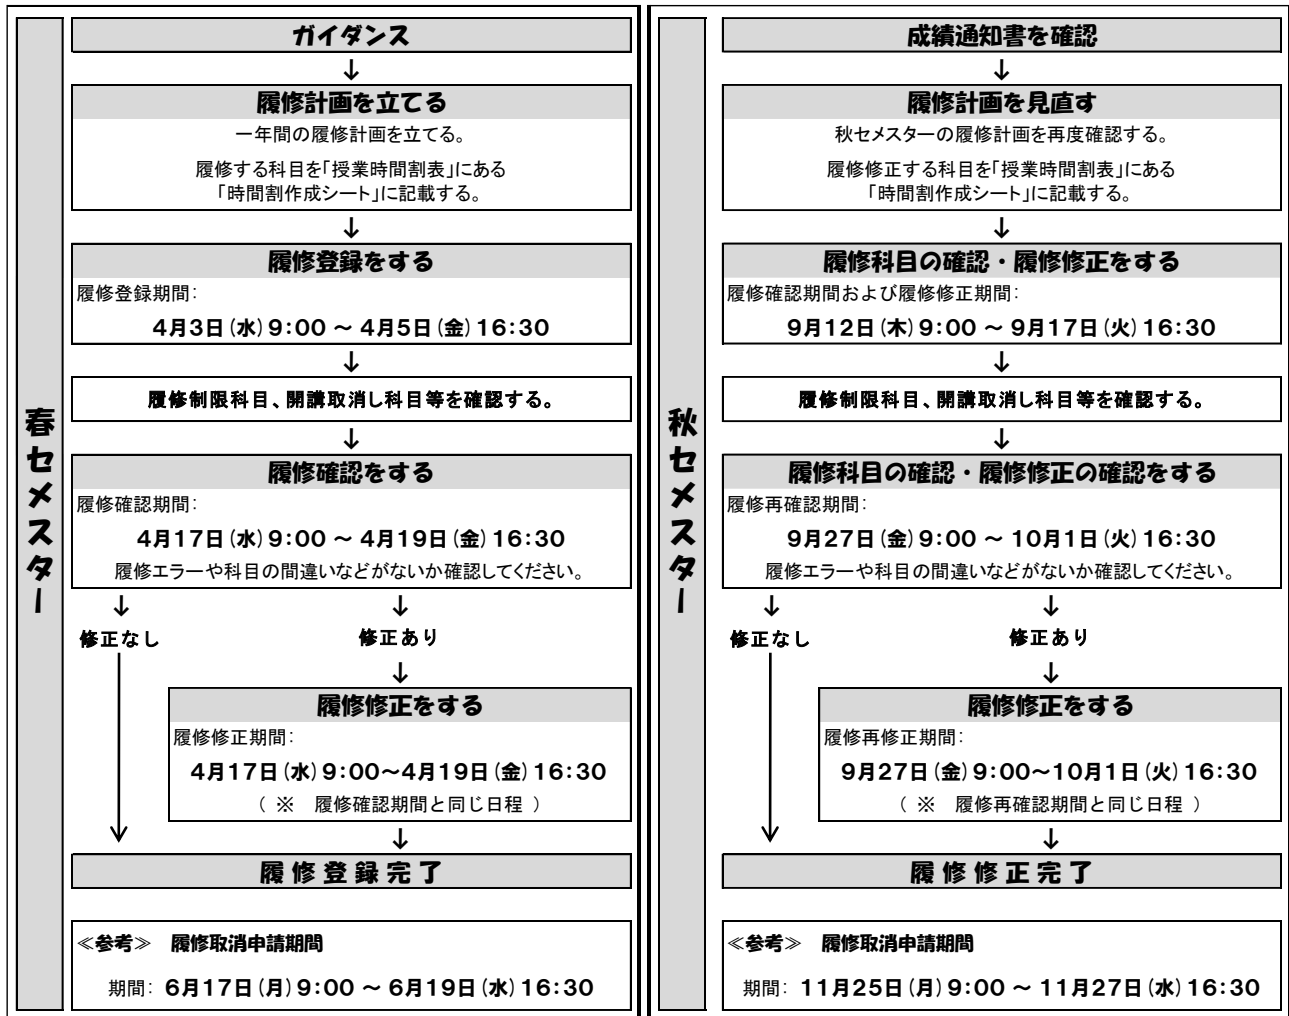 春セメスター
ガイダンス
↓
履修計画を立てる
一年間の履修計画を立てる。
履修する科目を「授業時間割表」にある
「時間割作成シート」に記載する。
↓
履修登録をする
履修登録期間：
4月3日（水）9：00 ～ 4月5日（金）16：30
↓
履修制限科目、開講取消し科目等を確認する。
↓
履修確認をする
履修確認期間：
4月17日（水）9：00 ～ 4月19日（金）16：30
履修エラーや科目の間違いなどがないか確認してください。
↓ ↓
修正なし 修正あり
↓
履修修正をする
履修修正期間：
4月17日（水）9：00～4月19日（金）16：30
（ ※　履修確認期間と同じ日程 ）
↓
履修登録完了
≪参考≫　履修取消申請期間
期間：6月17日（月）9：00 ～ 6月19日（水）16：30
秋セメスター
成績通知書を確認
↓
履修計画を見直す
秋セメスターの履修計画を再度確認する。
履修修正する科目を「授業時間割表」にある
「時間割作成シート」に記載する。
↓
履修科目の確認・履修修正をする
履修確認期間および履修修正期間：
9月12日（木）9：00 ～ 9月17日（火）16：30
↓
履修制限科目、開講取消し科目等を確認する。
↓
履修科目の確認・履修修正の確認をする
履修再確認期間：
9月27日（金）9：00 ～ 10月1日（火）16：30
履修エラーや科目の間違いなどがないか確認してください。
↓ ↓
修正なし 修正あり
↓
履修修正をする
履修再修正期間：
9月27日（金）9：00～10月1日（火）16：30
（ ※　履修再確認期間と同じ日程 ）
↓
履修修正完了
≪参考≫　履修取消申請期間
期間：11月25日（月）9：00 ～ 11月27日（水）16：30